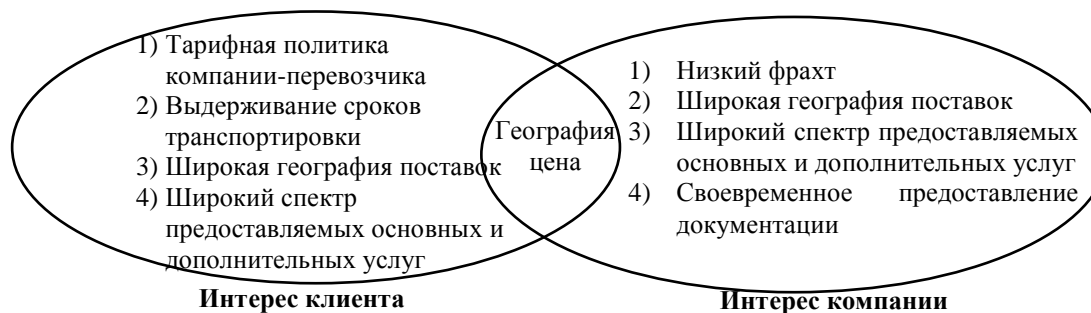 1) Тарифная политика
компании-перевозчика
2) Выдерживание сроков
транспортировки
3) Широкая география поставок
4) Широкий спектр
предоставляемых основных и
дополнительных услуг
География
цена
1) Низкий фрахт
2) Широкая география поставок
3) Широкий спектр предоставляемых
основных и дополнительных услуг
4) Своевременное предоставление
документации
Интерес клиента
Интерес компании